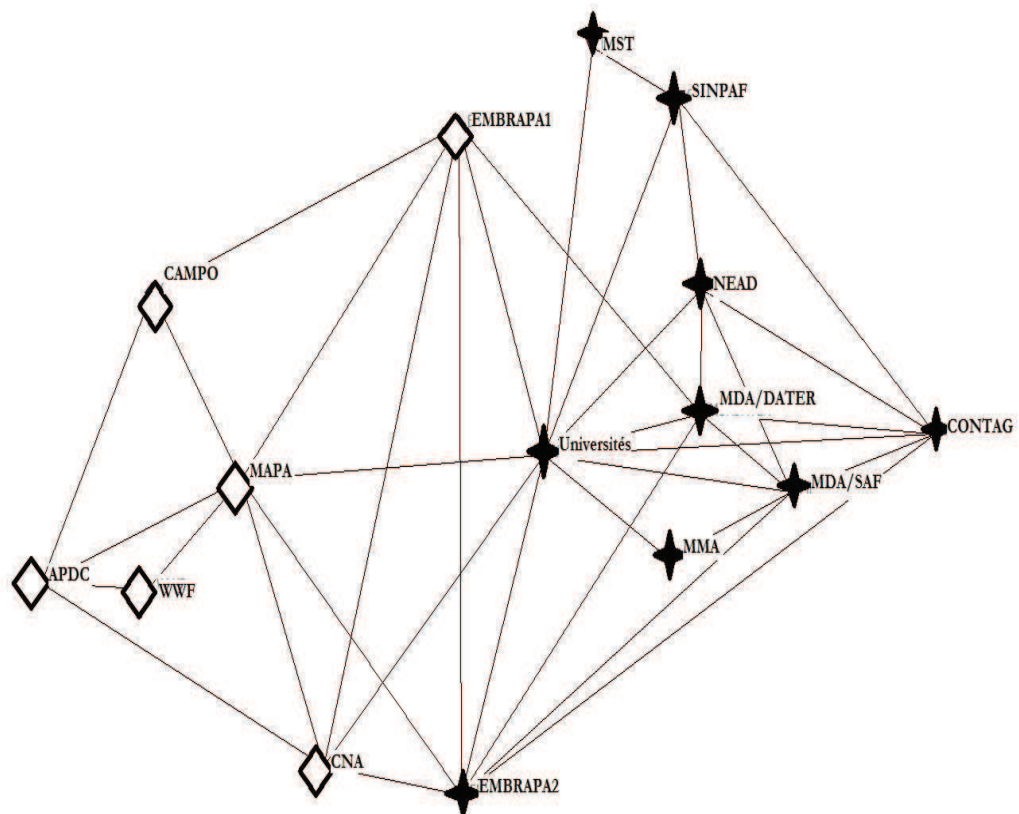 MST
SINPAF
EMBRAPA1
CAMPO
NEAD
MDA/DATER
CONTAG
Universités
MAPA
MDA/SAF
MMA
APDC
WWF
CNA
EMBRAPA2